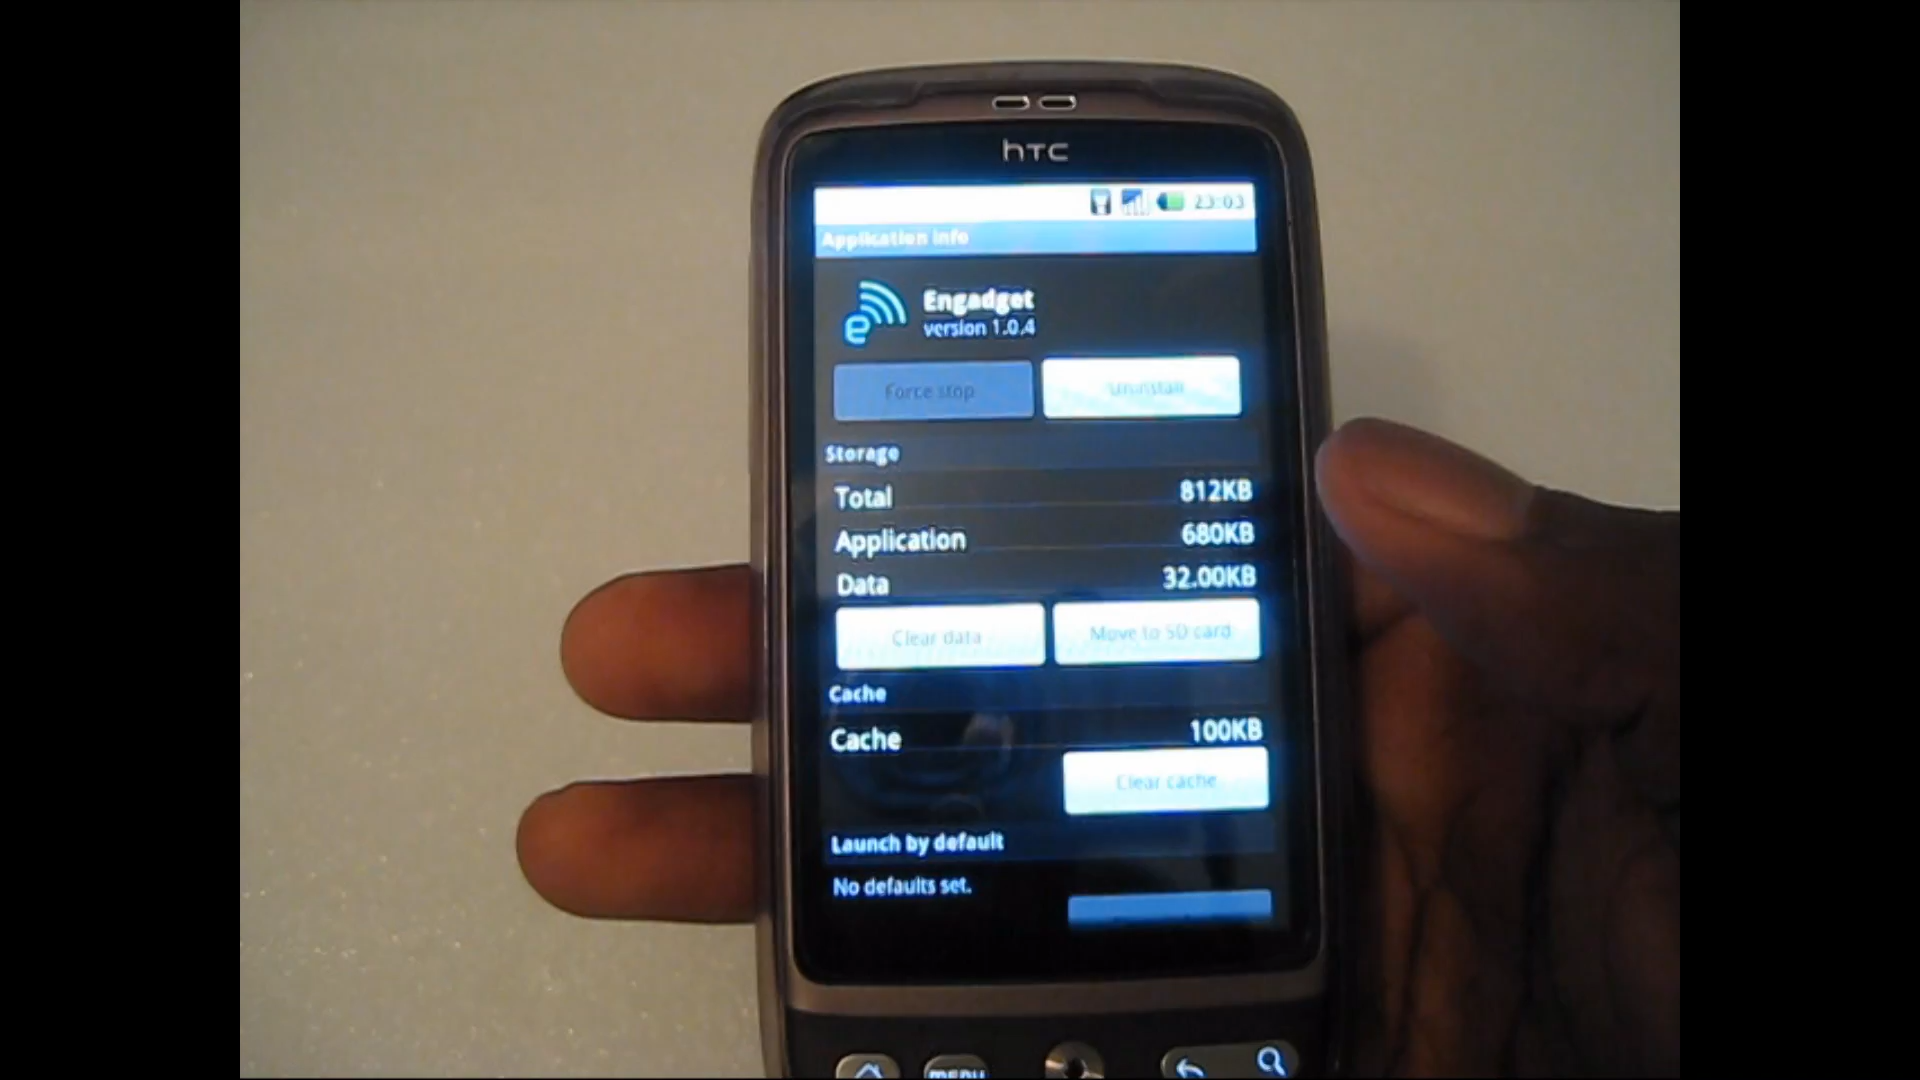 hTC
23:03
Application info
Engadget
version 1.0.4
Force stop
Uninstall
Storage
Total 812KB
Application 680KB
Data 32.00KB
Clear data
Move to SD card
Cache
Cache 100KB
Clear cache
Launch by default
No defaults set.
MENU